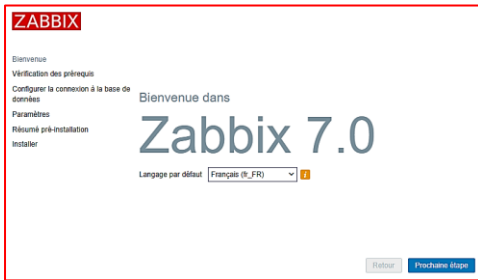 ZABBIX
Bienvenue
Vérification des prérequis
Configurer la connexion à la base de
données
Paramètres
Résumé pré-installation
Installer
Bienvenue dans
Zabbix 7.0
Langage par défaut Français (fr_FR) i
Retour Prochaine étape